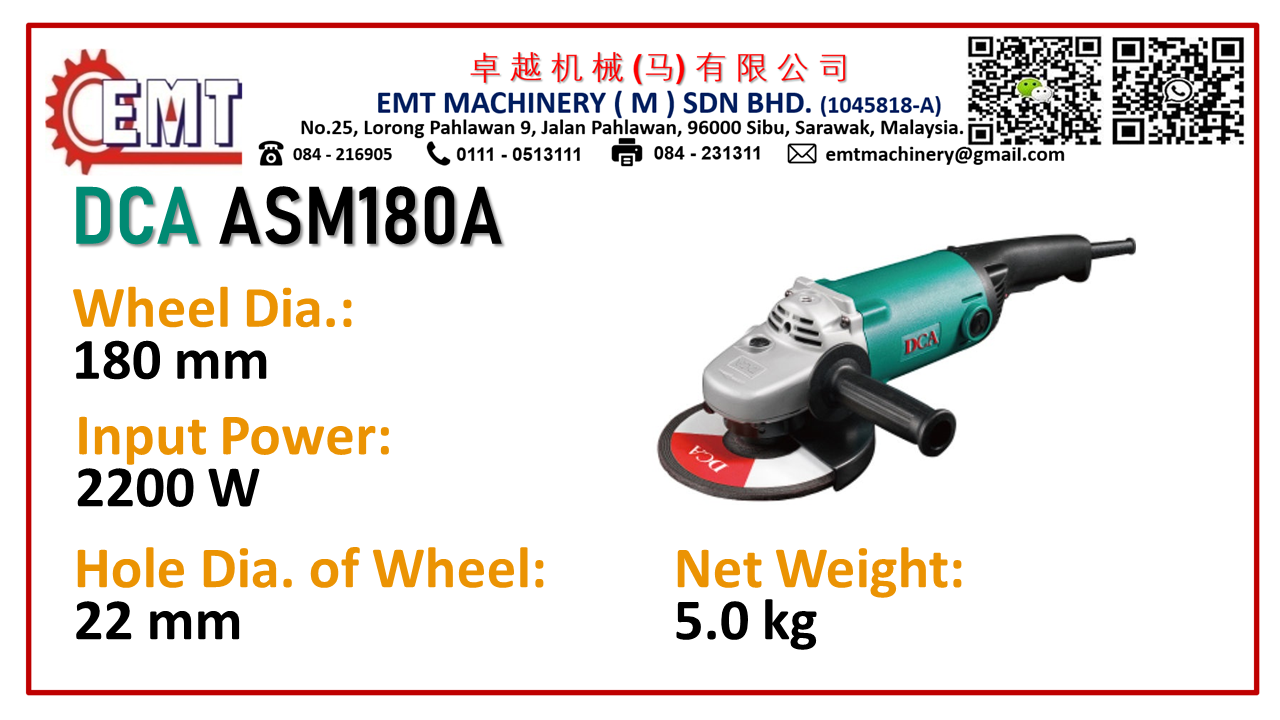 EMT
卓越机械(马)有限公司
EMT MACHINERY ( M ) SDN BHD. (1045818-A)
No.25, Lorong Pahlawan 9, Jalan Pahlawan, 96000 Sibu, Sarawak, Malaysia.
084 - 216905 0111 - 0513111 084 - 231311 emtmachinery@gmail.com
DCA ASM180A
Wheel Dia.:
180 mm
Input Power:
2200 W
DCA
DCA
Hole Dia. of Wheel:
22 mm
Net Weight:
5.0 kg